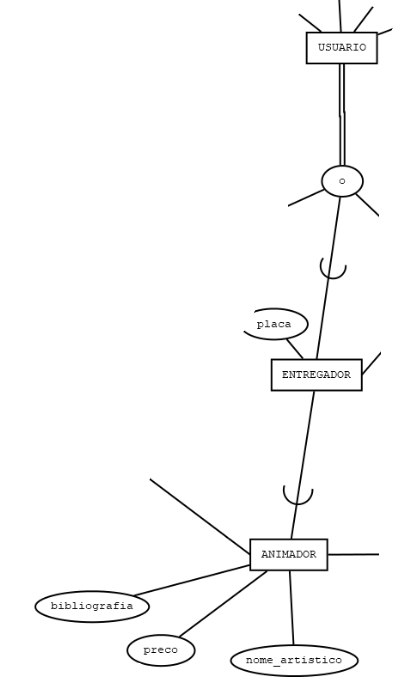 USUARIO
o
placa
ENTREGADOR
ANIMADOR
bibliografia
preco
nome_artistico